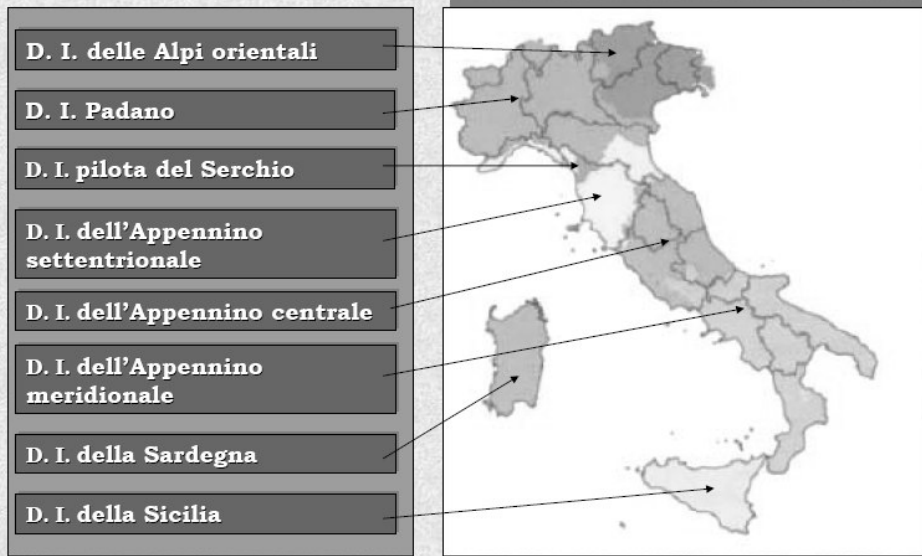 D. I. delle Alpi orientali
D. I. Padano
D. I. pilota del Serchio
D. I. dell’Appennino
settentrionale
D. I. dell’Appennino centrale
D. I. dell’Appennino
meridionale
D. I. della Sardegna
D. I. della Sicilia